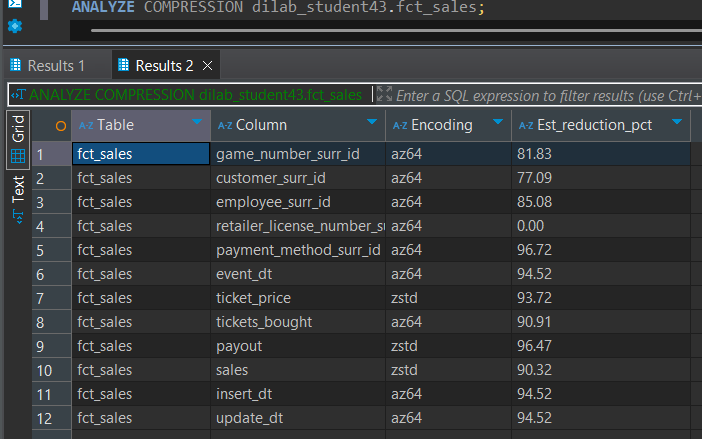 ANALYZE COMPRESSION dilab_student43.fct_sales;
Results 1 Results 2
ANALYZE COMPRESSION dilab_student43.fct_sales Enter a SQL expression to filter results (use Ctrl+
Grid
Text
A-Z Table A-Z Column A-Z Encoding A-Z Est_reduction_pct
1 fct_sales game_number_surr_id az64 81.83
2 fct_sales customer_surr_id az64 77.09
3 fct_sales employee_surr_id az64 85.08
4 fct_sales retailer_license_number_su az64 0.00
5 fct_sales payment_method_surr_id az64 96.72
6 fct_sales event_dt az64 94.52
7 fct_sales ticket_price zstd 93.72
8 fct_sales tickets_bought az64 90.91
9 fct_sales payout zstd 96.47
10 fct_sales sales zstd 90.32
11 fct_sales insert_dt az64 94.52
12 fct_sales update_dt az64 94.52